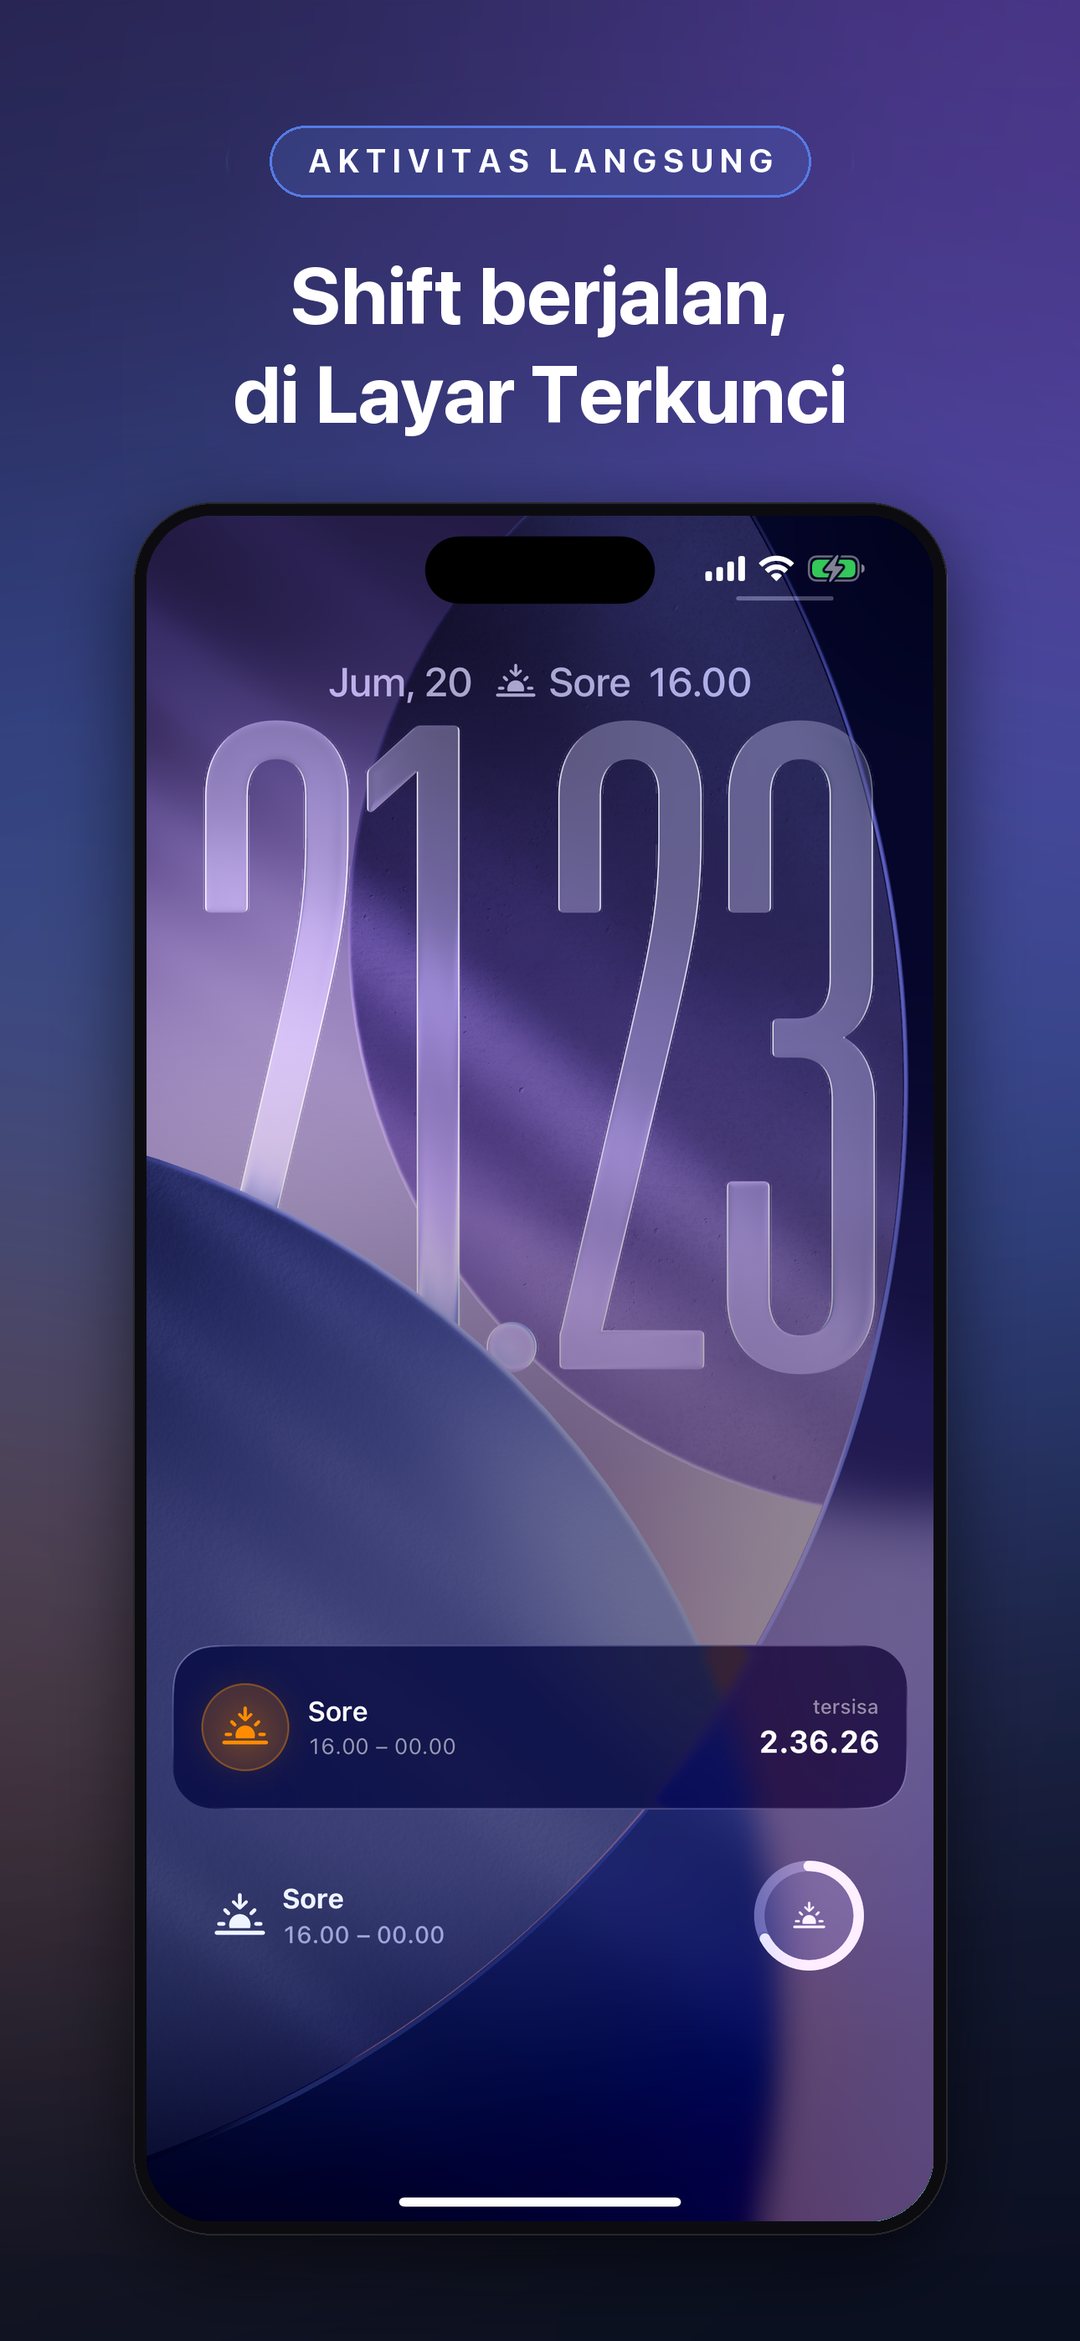 AKTIVITAS LANGSUNG
Shift berjalan,
di Layar Terkunci
Jum, 20 Sore 16.00
21.23
Sore
16.00 – 00.00
tersisa
2.36.26
Sore
16.00 – 00.00